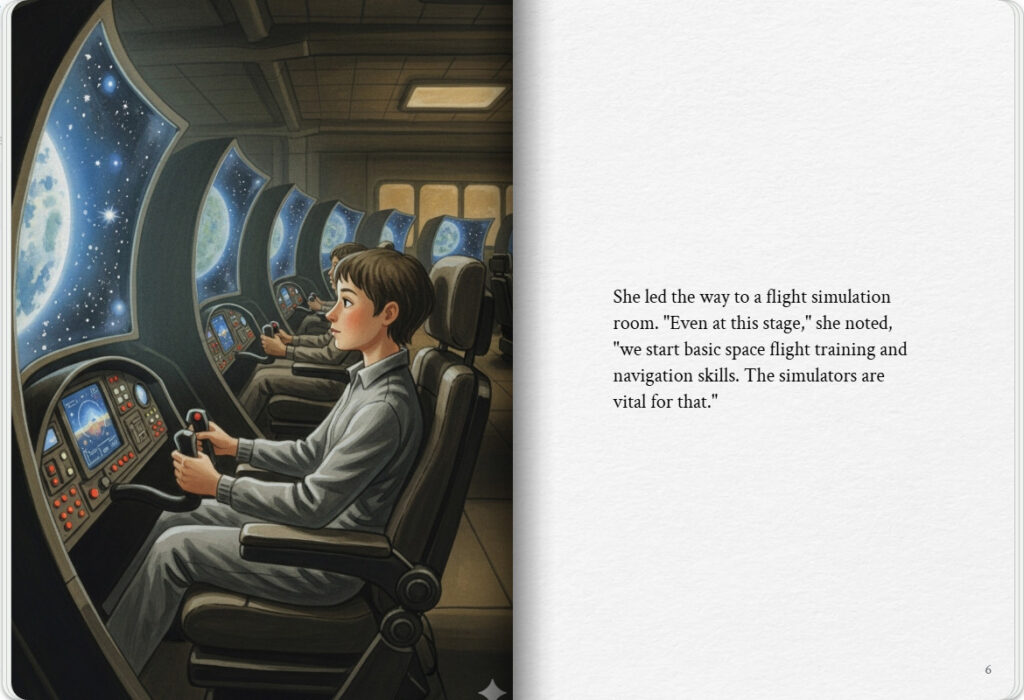 She led the way to a flight simulation
room. "Even at this stage," she noted,
"we start basic space flight training and
navigation skills. The simulators are
vital for that."
6